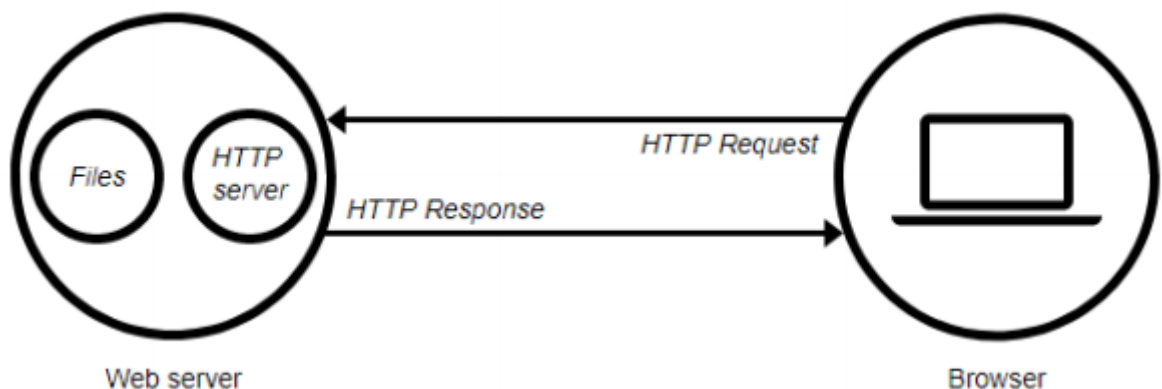 Files
HTTP
server
HTTP Request
HTTP Response
Web server
Browser